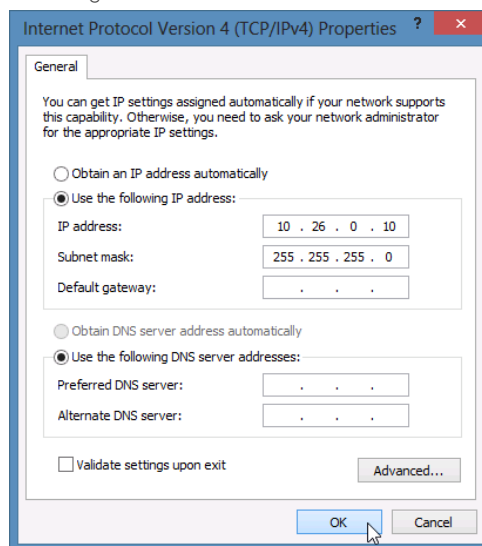 Internet Protocol Version 4 (TCP/IPv4) Properties ? ×
General
You can get IP settings assigned automatically if your network supports
this capability. Otherwise, you need to ask your network administrator
for the appropriate IP settings.
Obtain an IP address automatically
Use the following IP address:
IP address: 10 . 26 . 0 . 10
Subnet mask: 255 . 255 . 255 . 0
Default gateway: . . .
Obtain DNS server address automatically
Use the following DNS server addresses:
Preferred DNS server: . . .
Alternate DNS server: . . .
Validate settings upon exit
Advanced...
OK Cancel